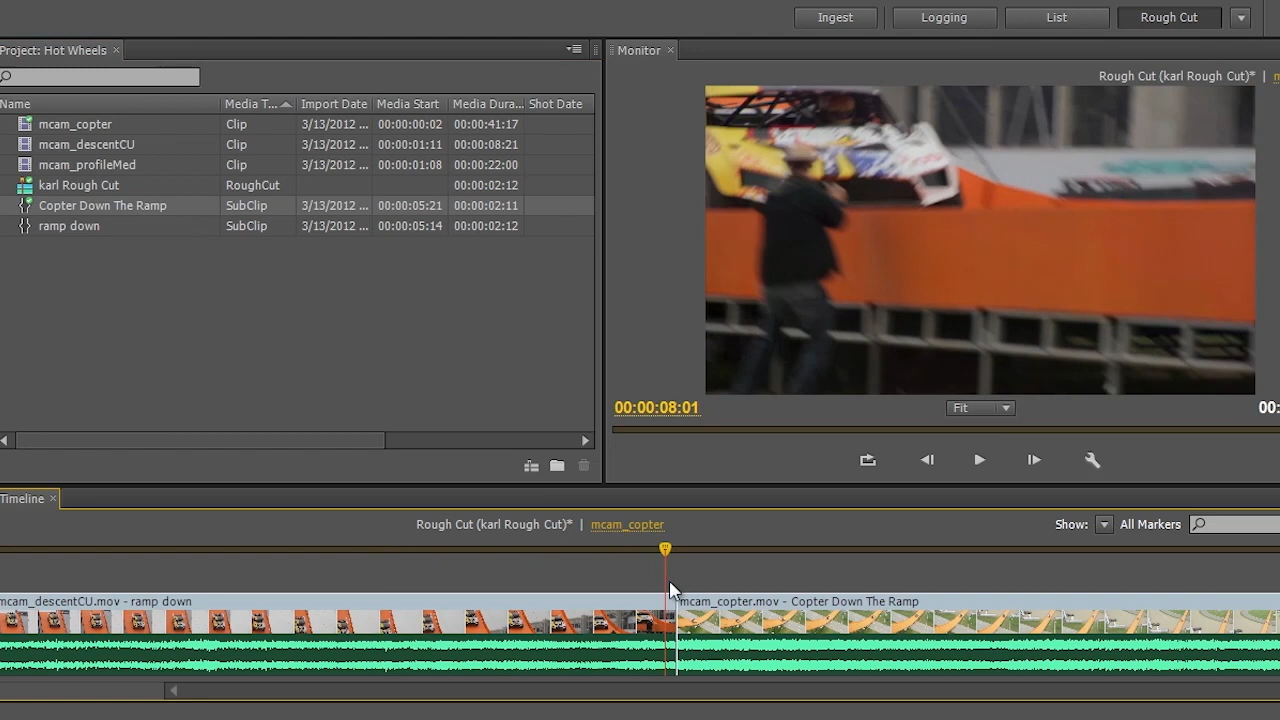 Ingest Logging List Rough Cut
Project: Hot Wheels × Monitor ×
Rough Cut (karl Rough Cut)* | m
Name Media T... Import Date Media Start Media Dura... Shot Date
mcam_copter Clip 3/13/2012 ... 00:00:00:02 00:00:41:17
mcam_descentCU Clip 3/13/2012 ... 00:00:01:11 00:00:08:21
mcam_profileMed Clip 3/13/2012 ... 00:00:01:08 00:00:22:00
karl Rough Cut RoughCut 00:00:02:12
Copter Down The Ramp SubClip 3/13/2012 ... 00:00:05:21 00:00:02:11
ramp down SubClip 3/13/2012 ... 00:00:05:14 00:00:02:12
00:00:08:01 Fit 00:
Timeline ×
Rough Cut (karl Rough Cut)* | mcam_copter Show: All Markers
mcam_descentCU.mov - ramp down mcam_copter.mov - Copter Down The Ramp